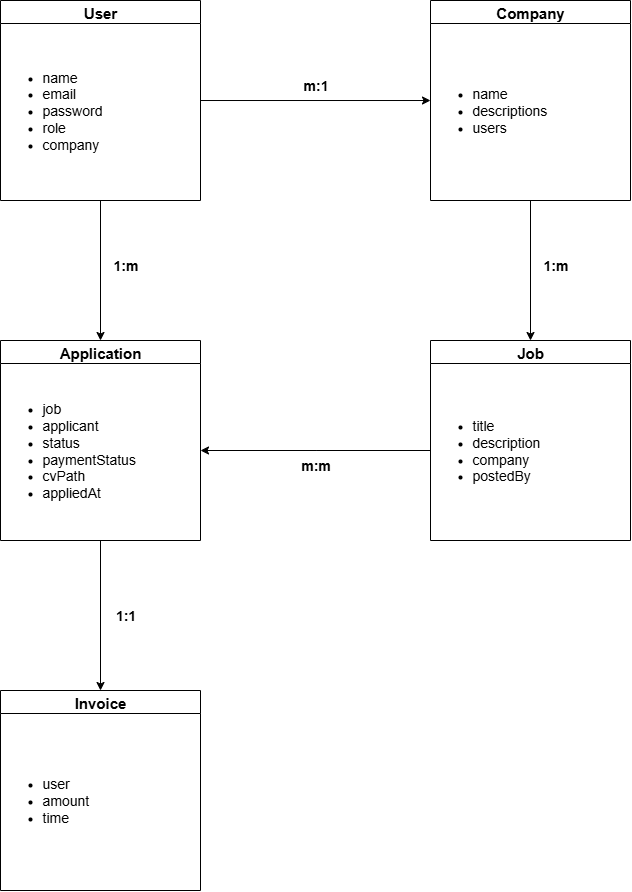 User
name
email
password
role
company
m:1
Company
name
descriptions
users
1:m
1:m
Application
job
applicant
status
paymentStatus
cvPath
appliedAt
m:m
Job
title
description
company
postedBy
1:1
Invoice
user
amount
time